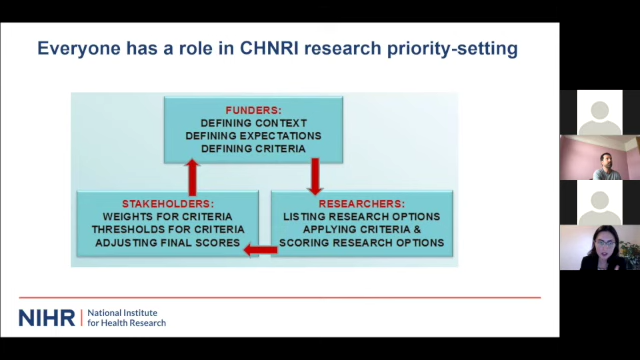 Everyone has a role in CHNRI research priority-setting
FUNDERS:
DEFINING CONTEXT
DEFINING EXPECTATIONS
DEFINING CRITERIA
STAKEHOLDERS:
WEIGHTS FOR CRITERIA
THRESHOLDS FOR CRITERIA
ADJUSTING FINAL SCORES
RESEARCHERS:
LISTING RESEARCH OPTIONS
APPLYING CRITERIA &
SCORING RESEARCH OPTIONS
NIHR
National Institute
for Health Research